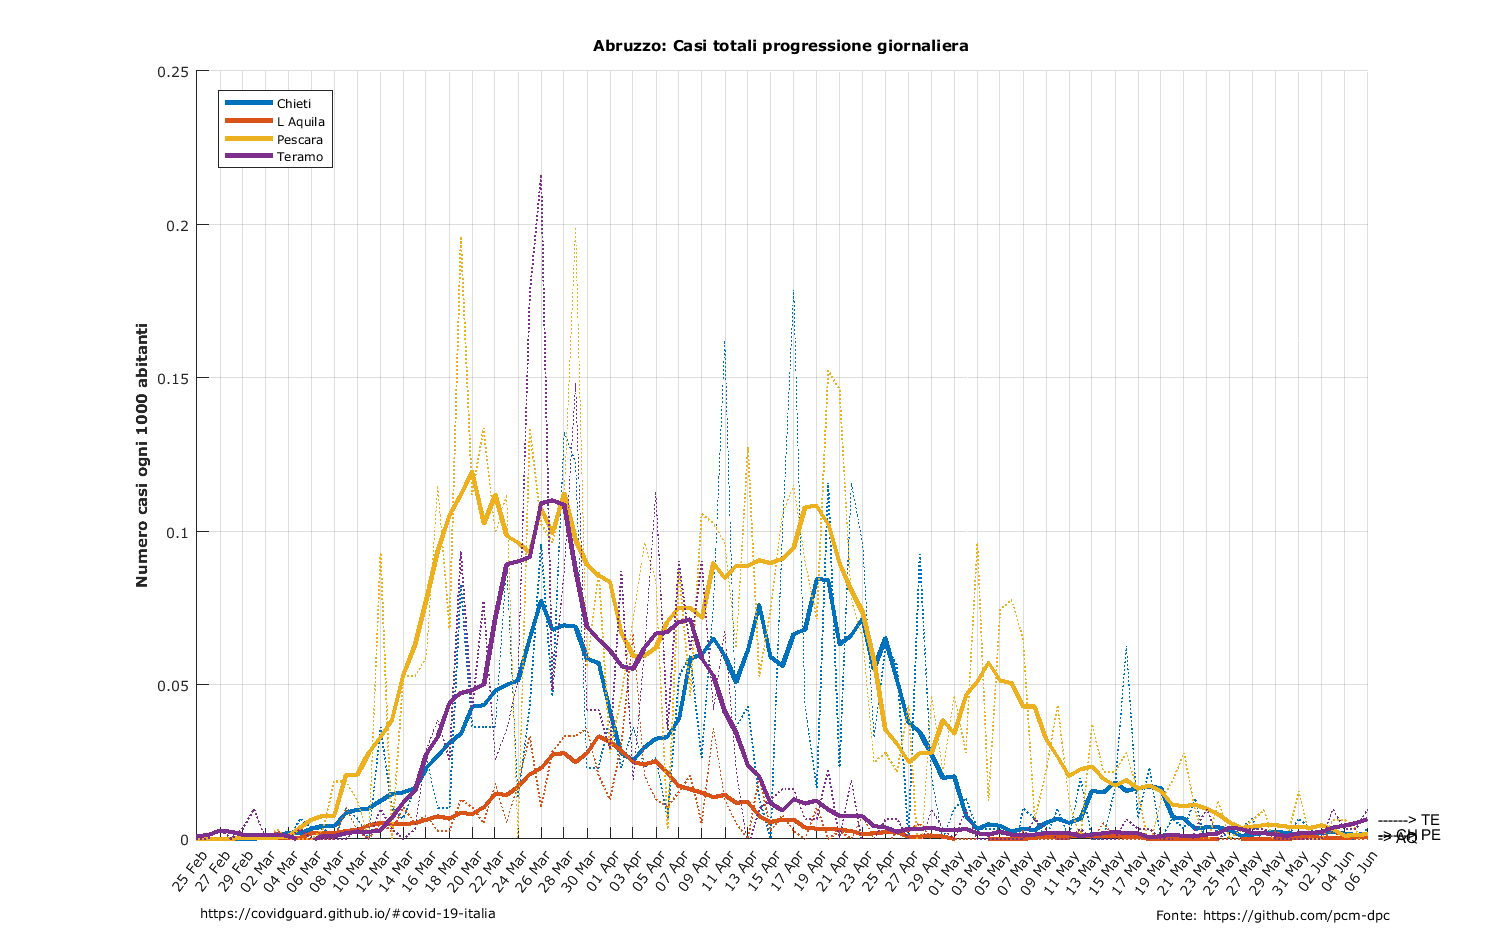 Abruzzo: Casi totali progressione giornaliera
Numero casi ogni 1000 abitanti
0.25
0.2
0.15
0.1
0.05
0
Chieti
L Aquila
Pescara
Teramo
------> TE
PE
AQ
25 Feb
27 Feb
29 Feb
02 Mar
04 Mar
06 Mar
08 Mar
10 Mar
12 Mar
14 Mar
16 Mar
18 Mar
20 Mar
22 Mar
24 Mar
26 Mar
28 Mar
30 Mar
01 Apr
03 Apr
05 Apr
07 Apr
09 Apr
11 Apr
13 Apr
15 Apr
17 Apr
19 Apr
21 Apr
23 Apr
25 Apr
27 Apr
29 Apr
01 May
03 May
05 May
07 May
09 May
11 May
13 May
15 May
17 May
19 May
21 May
23 May
25 May
27 May
29 May
31 May
02 Jun
04 Jun
06 Jun
https://covidguard.github.io/#covid-19-italia
Fonte: https://github.com/pcm-dpc